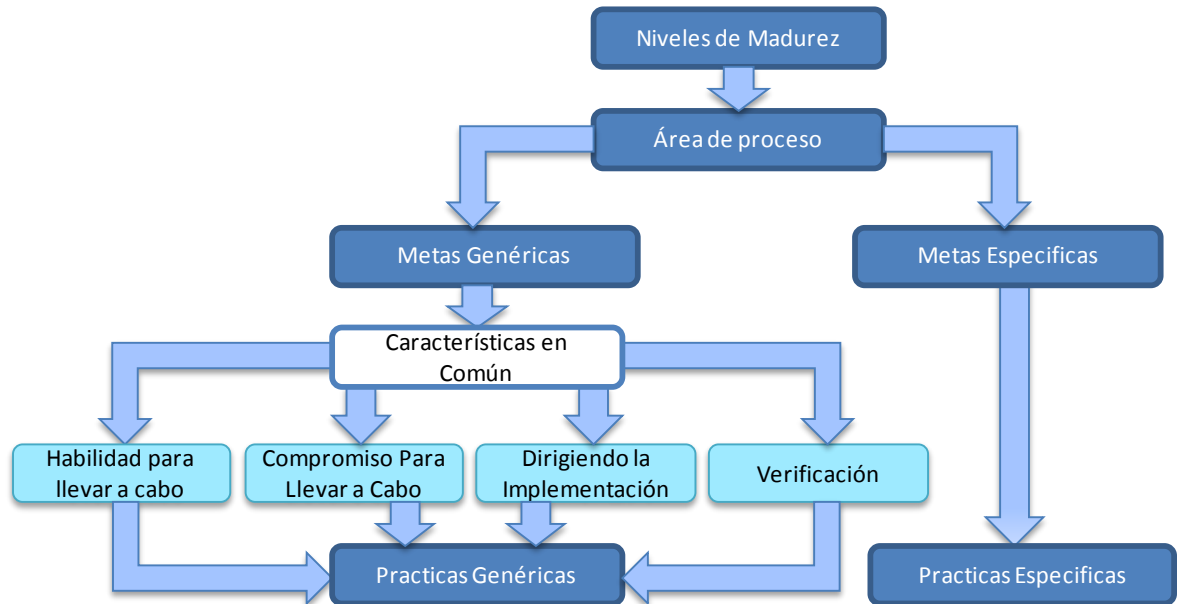 Niveles de Madurez
Área de proceso
Metas Genéricas
Metas Especificas
Características en
Común
Habilidad para
llevar a cabo
Compromiso Para
Llevar a Cabo
Dirigiendo la
Implementación
Verificación
Practicas Genéricas
Practicas Especificas